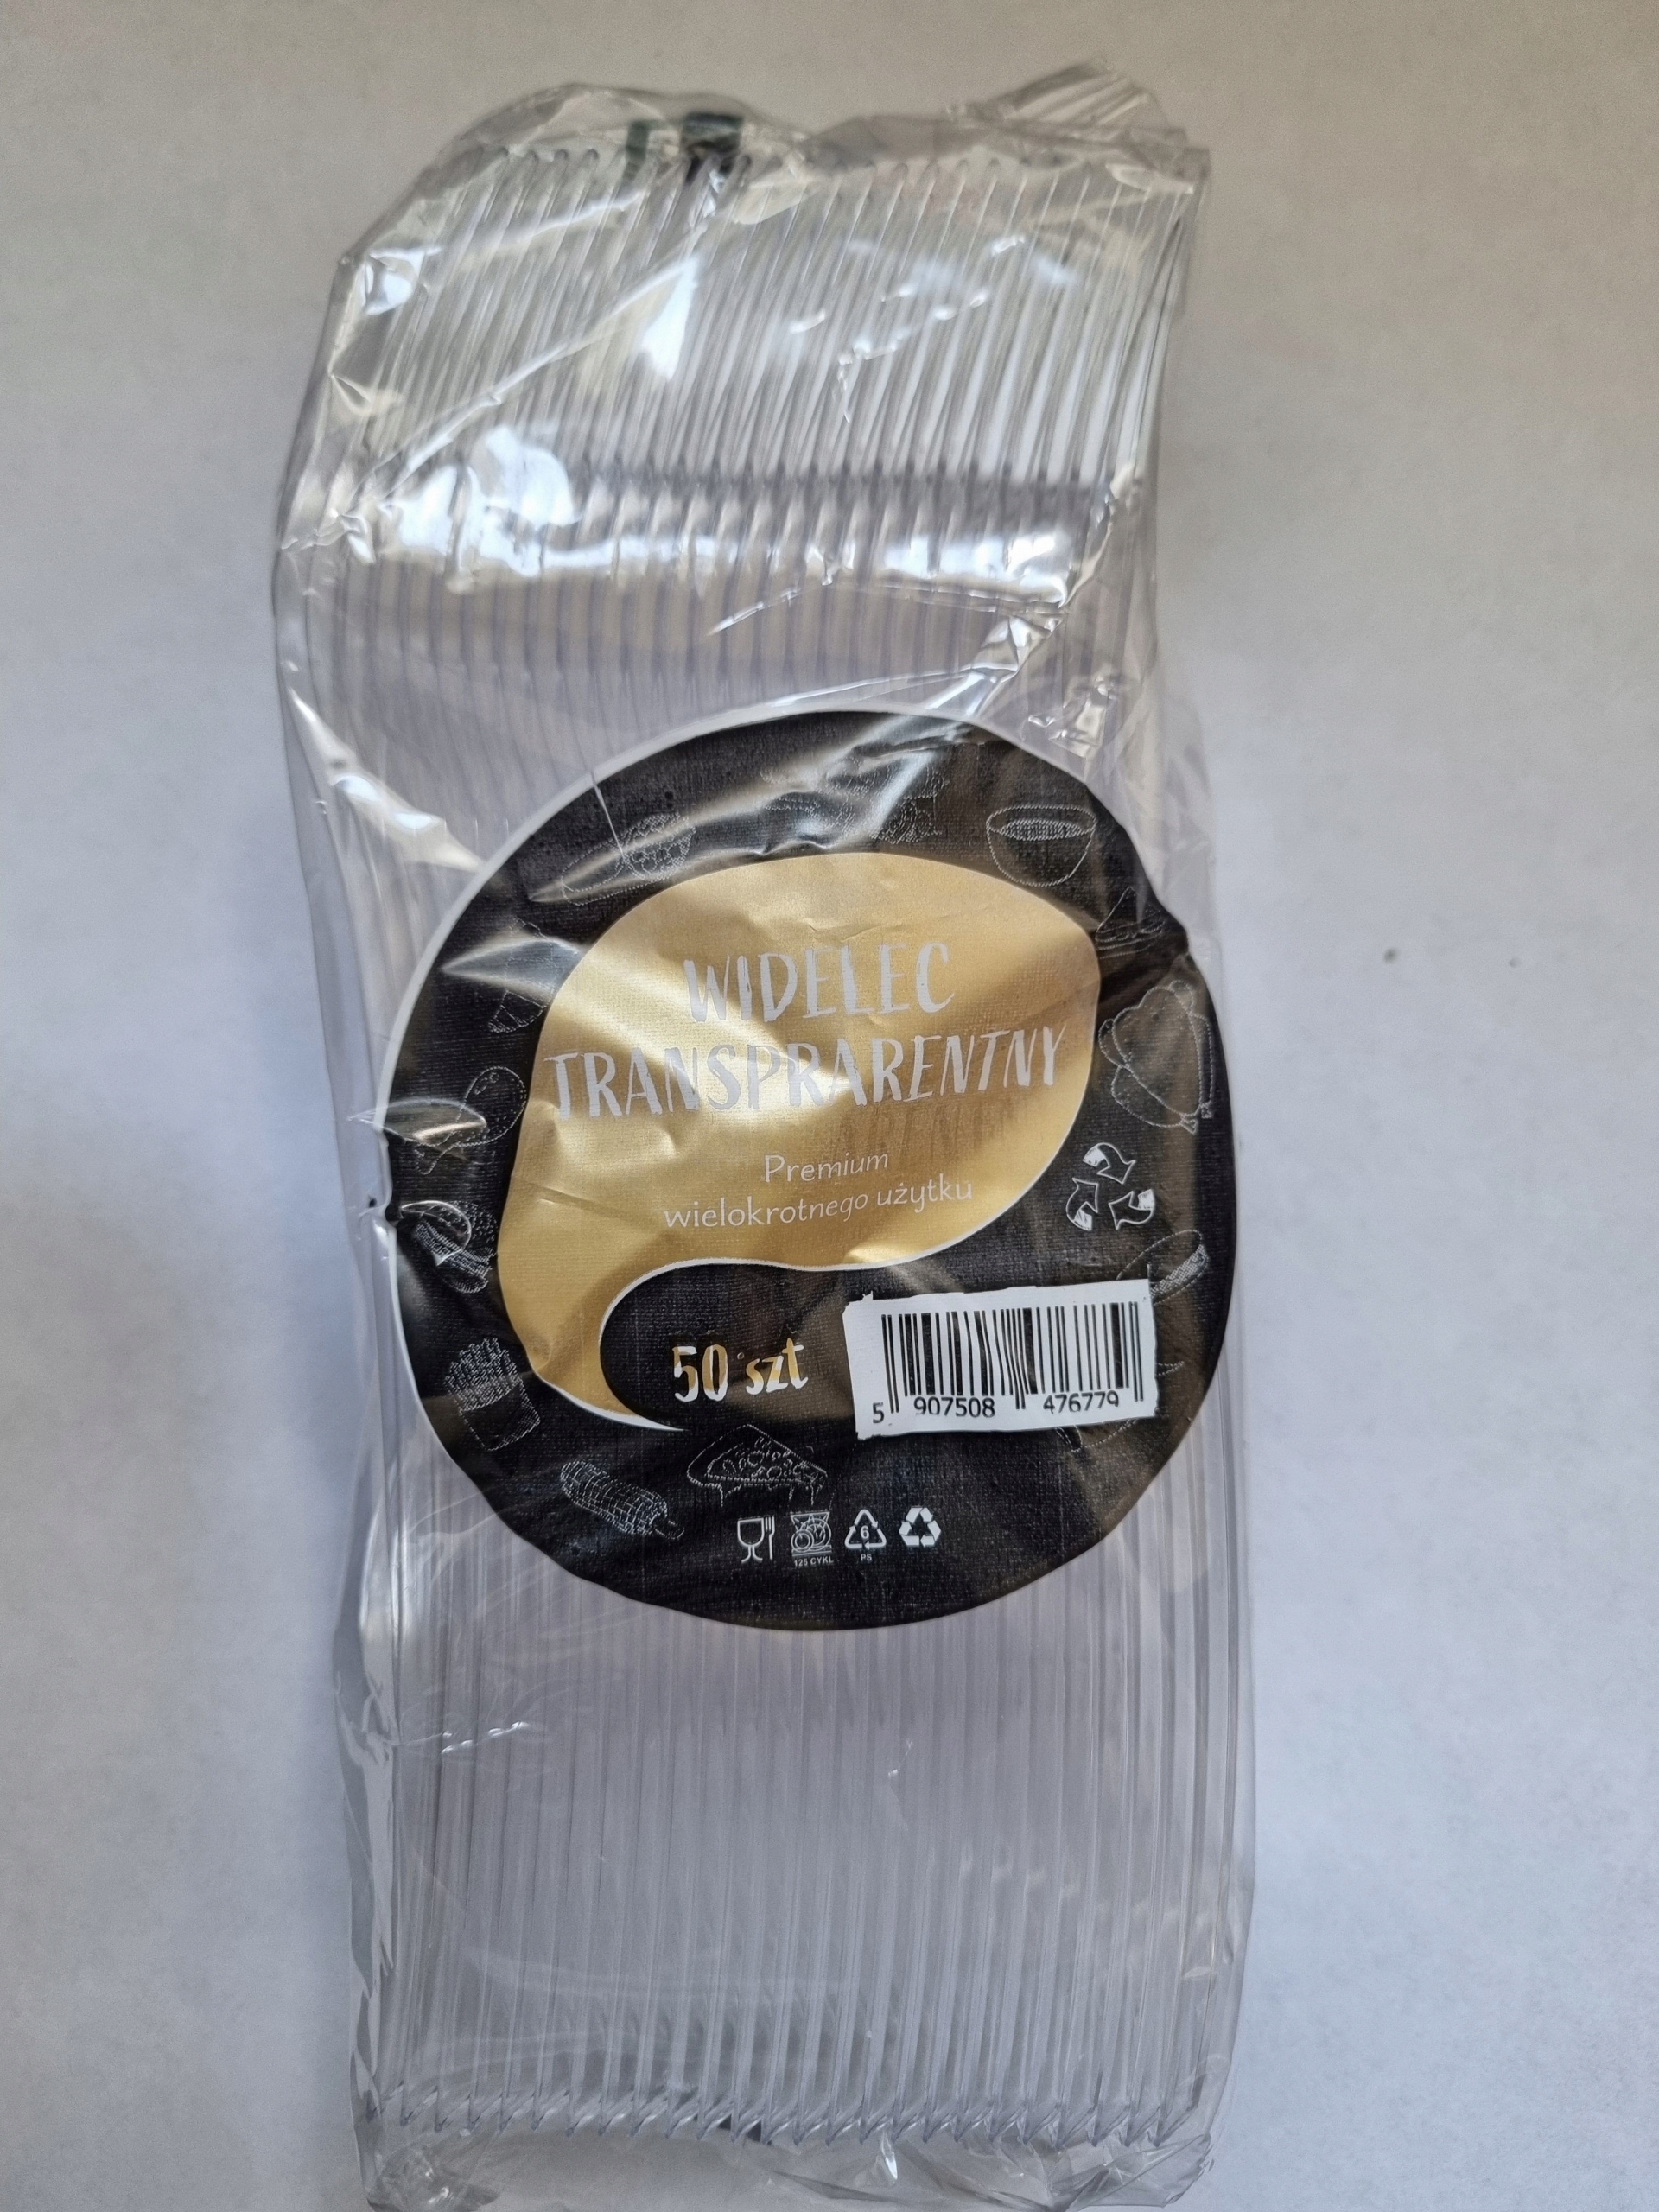 WIDELEC
TRANSPRARENTNY
Premium
wielokrotnego użytku
50 szt
5 907508 476779
125 CYKL
6
PS